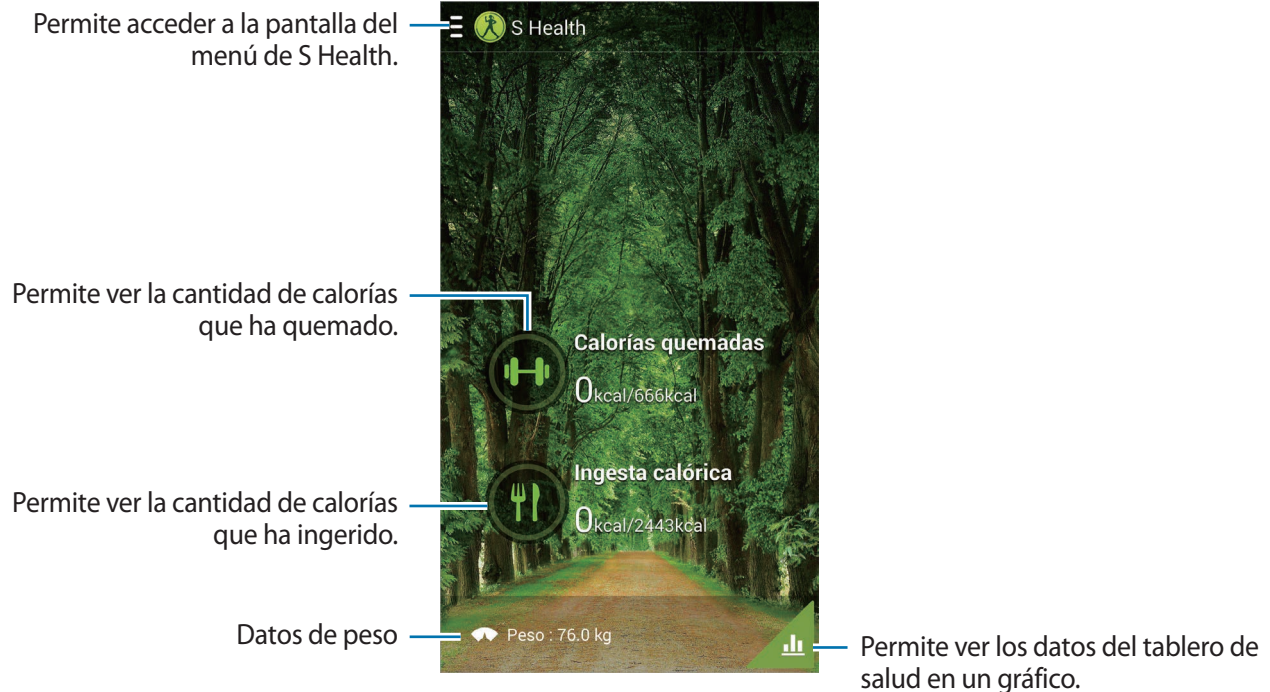 Permite acceder a la pantalla del
menú de S Health.
S Health
Permite ver la cantidad de calorías
que ha quemado.
Calorías quemadas
0kcal/666kcal
Ingesta calórica
0kcal/2443kcal
Permite ver la cantidad de calorías
que ha ingerido.
Datos de peso
Peso : 76.0 kg
Permite ver los datos del tablero de
salud en un gráfico.